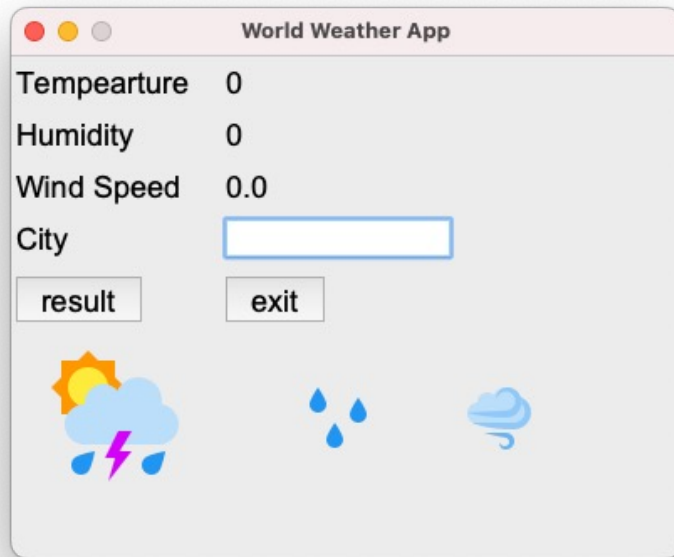 World Weather App
Tempearture 0
Humidity 0
Wind Speed 0.0
City
result exit